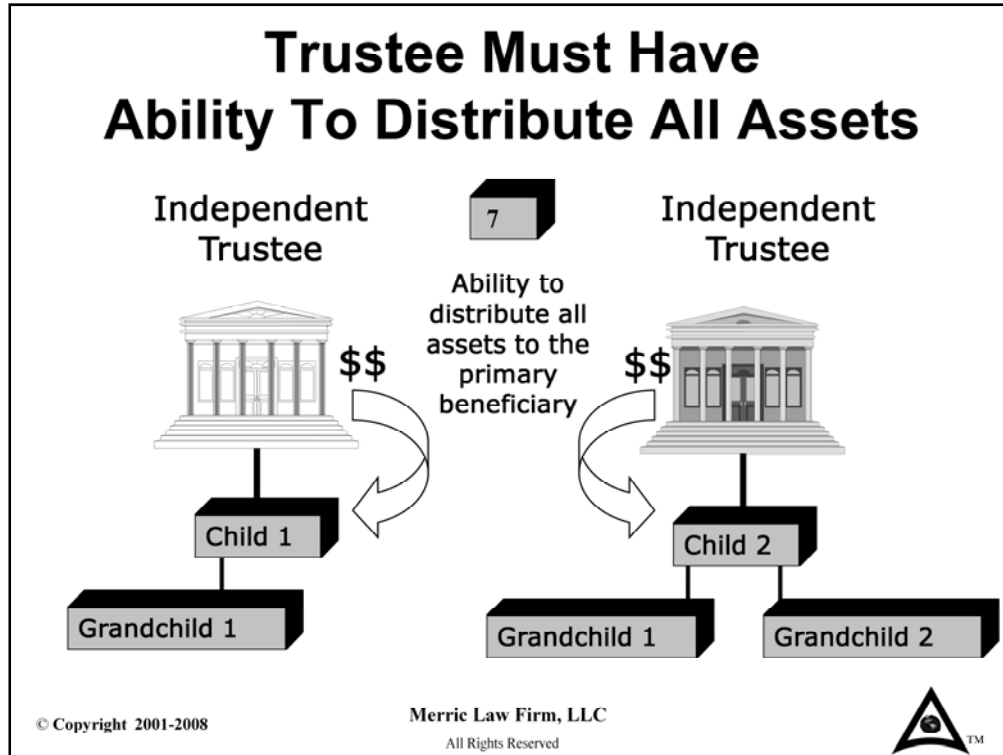 Trustee Must Have
Ability To Distribute All Assets
Independent
Trustee
7
Independent
Trustee
Ability to
distribute all
assets to the
primary
beneficiary
$$
$$
Child 1
Child 2
Grandchild 1
Grandchild 1
Grandchild 2
© Copyright 2001-2008
Merric Law Firm, LLC
All Rights Reserved
TM